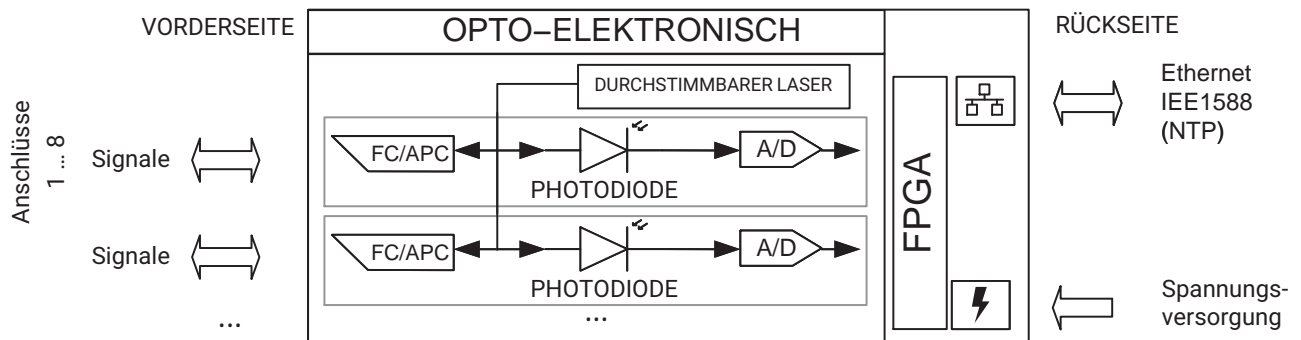 VORDERSEITE
OPTO–ELEKTRONISCH
RÜCKSEITE
DURCHSTIMMBARER LASER
Ethernet
IEE1588
(NTP)
Anschlüsse
1 ... 8
Signale
FC/APC
A/D
PHOTODIODE
FPGA
Signale
FC/APC
A/D
PHOTODIODE
...
...
Spannungs-
versorgung